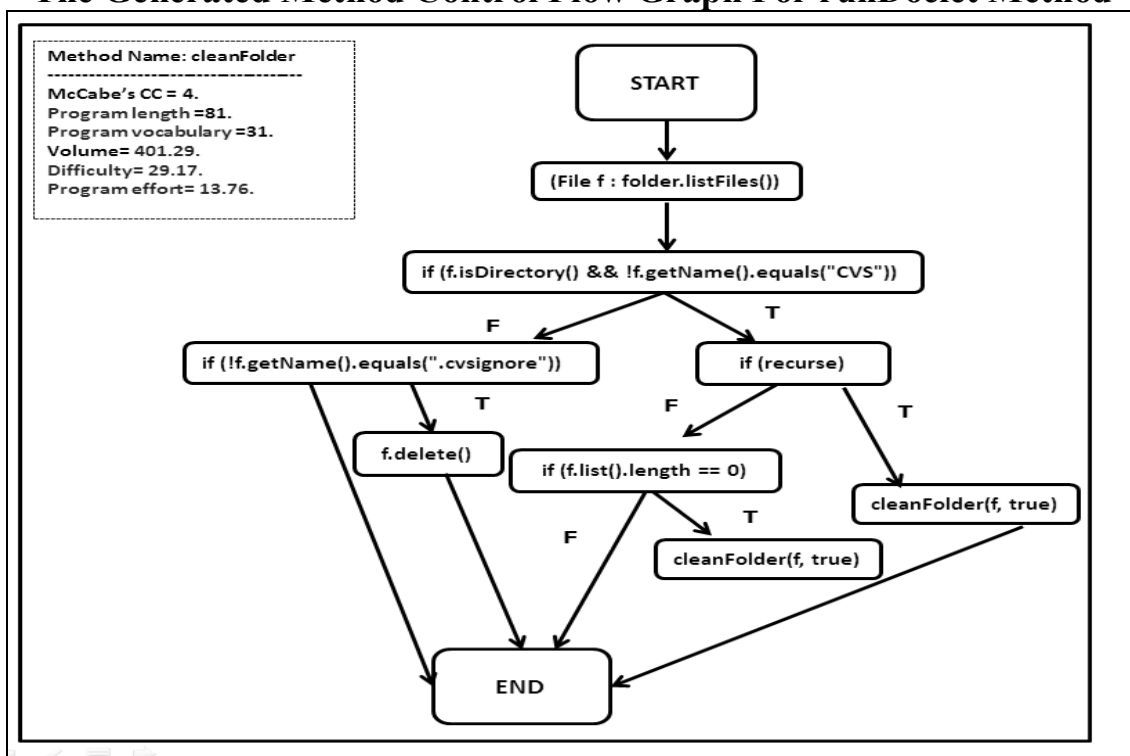 The Generated Method Control Flow Graph For runDoclet Method
Method Name: cleanFolder
------------------------------------
McCabe's CC = 4.
Program length =81.
Program vocabulary =31.
Volume= 401.29.
Difficulty= 29.17.
Program effort= 13.76.
START
(File f : folder.listFiles())
if (f.isDirectory() && !f.getName().equals("CVS"))
F
T
if (!f.getName().equals(".cvsignore"))
if (recurse)
T
F
T
f.delete()
if (f.list().length == 0)
cleanFolder(f, true)
F
T
cleanFolder(f, true)
END